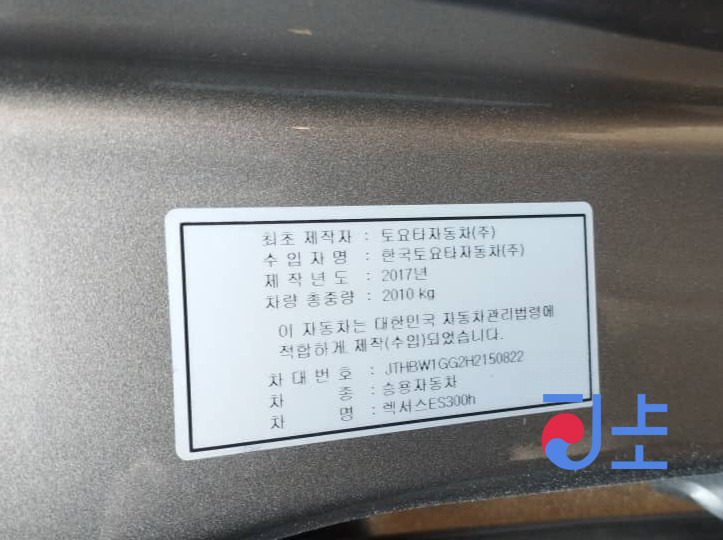 최초 제작자 : 토요타자동차(주)
수 입 자 명 : 한국토요타자동차(주)
제 작 년 도 : 2017년
차량 총중량 : 2010 kg
이 자동차는 대한민국 자동차관리법령에
적합하게 제작(수입)되었습니다.
차 대 번 호 : JTHBW1GG2H2150822
차 종 : 승용자동차
차 명 : 렉서스ES300h